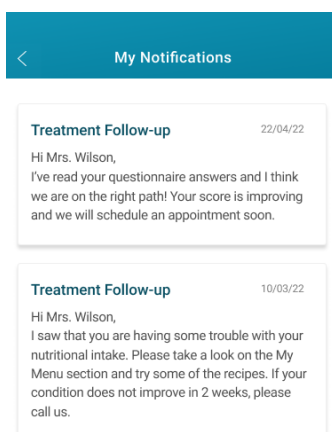 My Notifications
Treatment Follow-up 22/04/22
Hi Mrs. Wilson,
I've read your questionnaire answers and I think
we are on the right path! Your score is improving
and we will schedule an appointment soon.
Treatment Follow-up 10/03/22
Hi Mrs. Wilson,
I saw that you are having some trouble with your
nutritional intake. Please take a look on the My
Menu section and try some of the recipes. If your
condition does not improve in 2 weeks, please
call us.